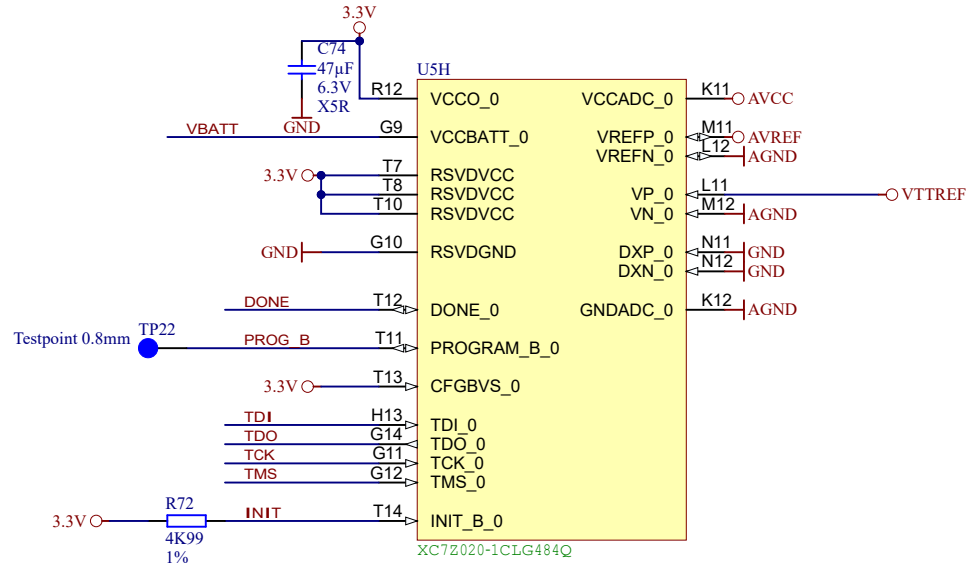 3.3V
C74
47µF
6.3V
X5R
GND
U5H
R12 VCCO_0 VCCADC_0 K11 AVCC
VBATT G9 VCCBATT_0 VREFP_0 M11 AVREF
VREFN_0 L12 AGND
3.3V T7 RSVDVCC
T8 RSVDVCC VP_0 L11 VTTREF
T10 RSVDVCC VN_0 M12 AGND
GND G10 RSVDGND DXP_0 N11 GND
DXN_0 N12 GND
DONE T12 DONE_0 GNDADC_0 K12 AGND
Testpoint 0.8mm TP22 PROG_B T11 PROGRAM_B_0
3.3V T13 CFGBVS_0
TDI H13 TDI_0
TDO G14 TDO_0
TCK G11 TCK_0
TMS G12 TMS_0
R72
3.3V INIT T14 INIT_B_0
4K99
1%
XC7Z020-1CLG484Q